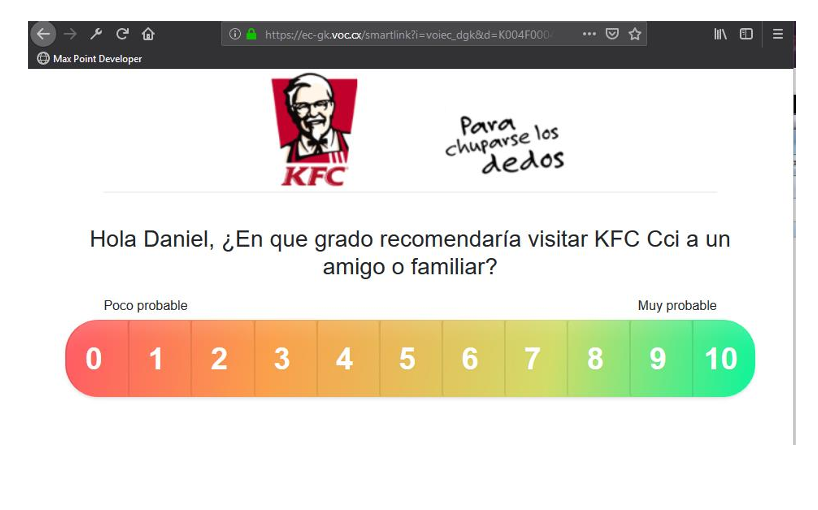 https://ec-gk.voc.cx/smartlink?i=voiec_dgk&d=K004F000
Max Point Developer
KFC
Para
chuparse los
dedos
Hola Daniel, ¿En que grado recomendaría visitar KFC Cci a un
amigo o familiar?
Poco probable Muy probable
0 1 2 3 4 5 6 7 8 9 10